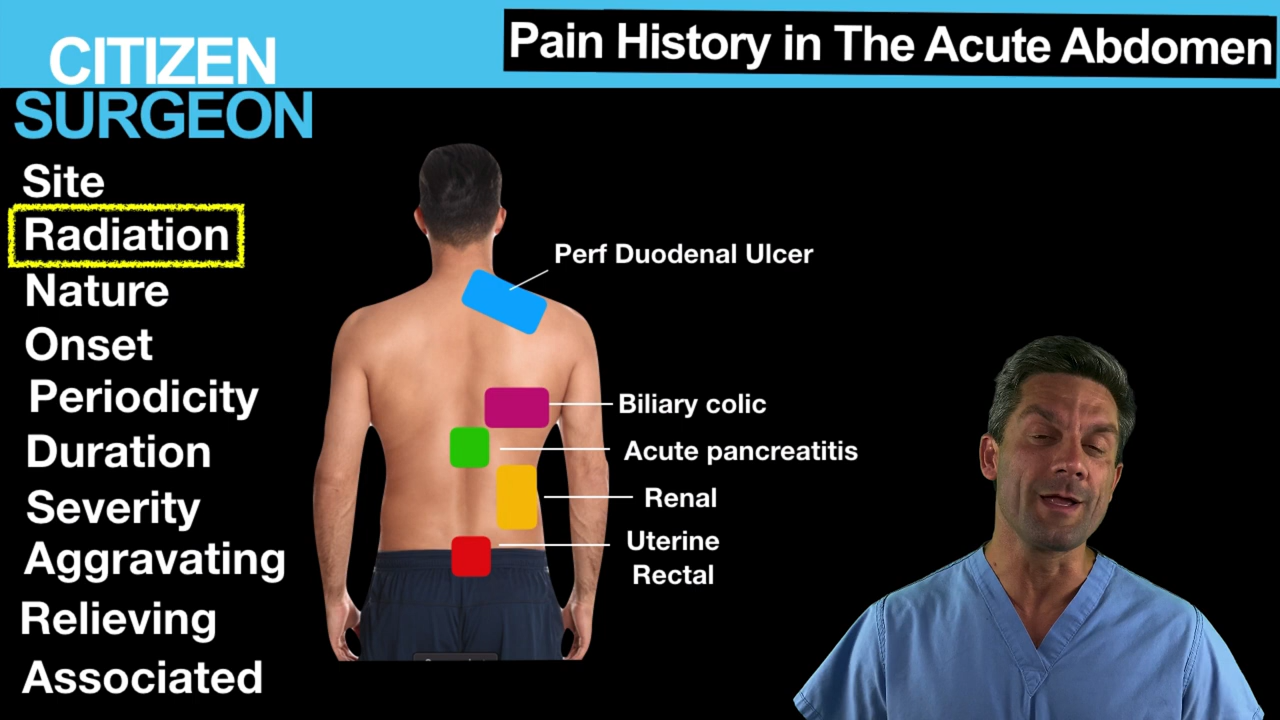 CITIZEN
SURGEON
Pain History in The Acute Abdomen
Site
Radiation
Nature
Onset
Periodicity
Duration
Severity
Aggravating
Relieving
Associated
Perf Duodenal Ulcer
Biliary colic
Acute pancreatitis
Renal
Uterine
Rectal